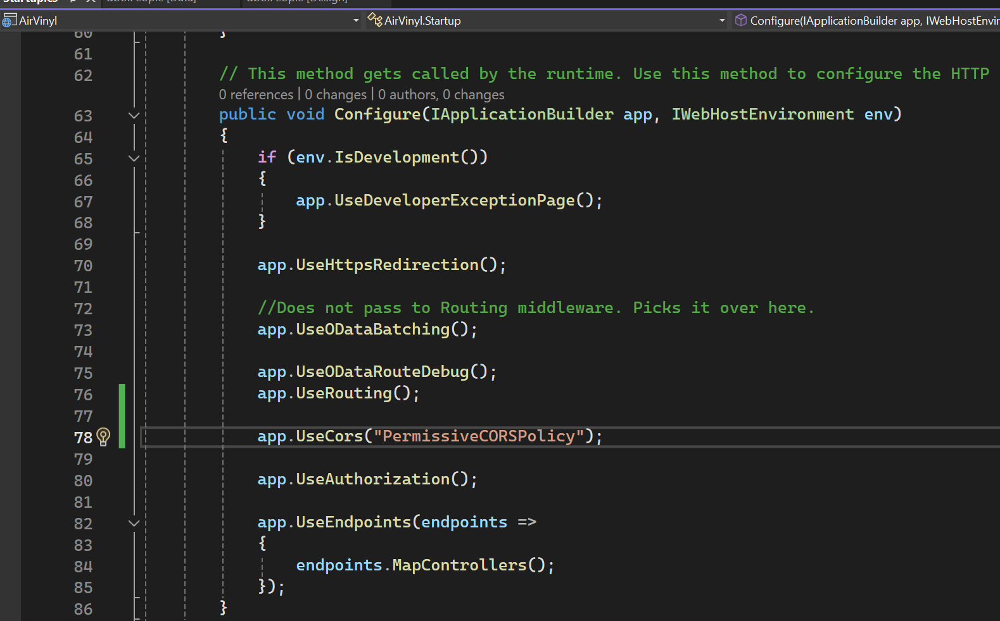 AirVinyl AirVinyl.Startup Configure(IApplicationBuilder app, IWebHostEnvir
60 }
61
62 // This method gets called by the runtime. Use this method to configure the HTTP
0 references | 0 changes | 0 authors, 0 changes
63 public void Configure(IApplicationBuilder app, IWebHostEnvironment env)
64 {
65 if (env.IsDevelopment())
66 {
67 app.UseDeveloperExceptionPage();
68 }
69
70 app.UseHttpsRedirection();
71
72 //Does not pass to Routing middleware. Picks it over here.
73 app.UseODataBatching();
74
75 app.UseODataRouteDebug();
76 app.UseRouting();
77
78 app.UseCors("PermissiveCORSPolicy");
79
80 app.UseAuthorization();
81
82 app.UseEndpoints(endpoints =>
83 {
84 endpoints.MapControllers();
85 });
86 }